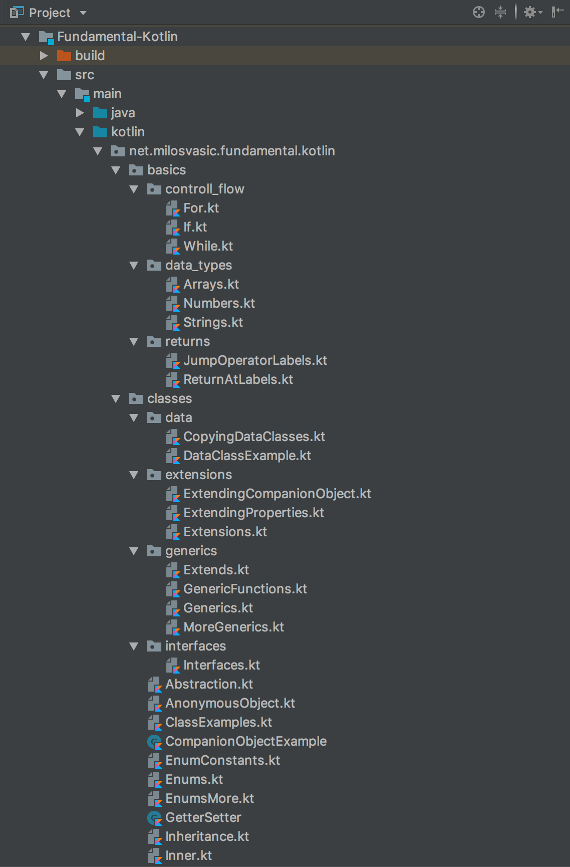 Project
Fundamental-Kotlin
build
src
main
java
kotlin
net.milosvasic.fundamental.kotlin
basics
controll_flow
For.kt
If.kt
While.kt
data_types
Arrays.kt
Numbers.kt
Strings.kt
returns
JumpOperatorLabels.kt
ReturnAtLabels.kt
classes
data
CopyingDataClasses.kt
DataClassExample.kt
extensions
ExtendingCompanionObject.kt
ExtendingProperties.kt
Extensions.kt
generics
Extends.kt
GenericFunctions.kt
Generics.kt
MoreGenerics.kt
interfaces
Interfaces.kt
Abstraction.kt
AnonymousObject.kt
ClassExamples.kt
CompanionObjectExample
EnumConstants.kt
Enums.kt
EnumsMore.kt
GetterSetter
Inheritance.kt
Inner.kt